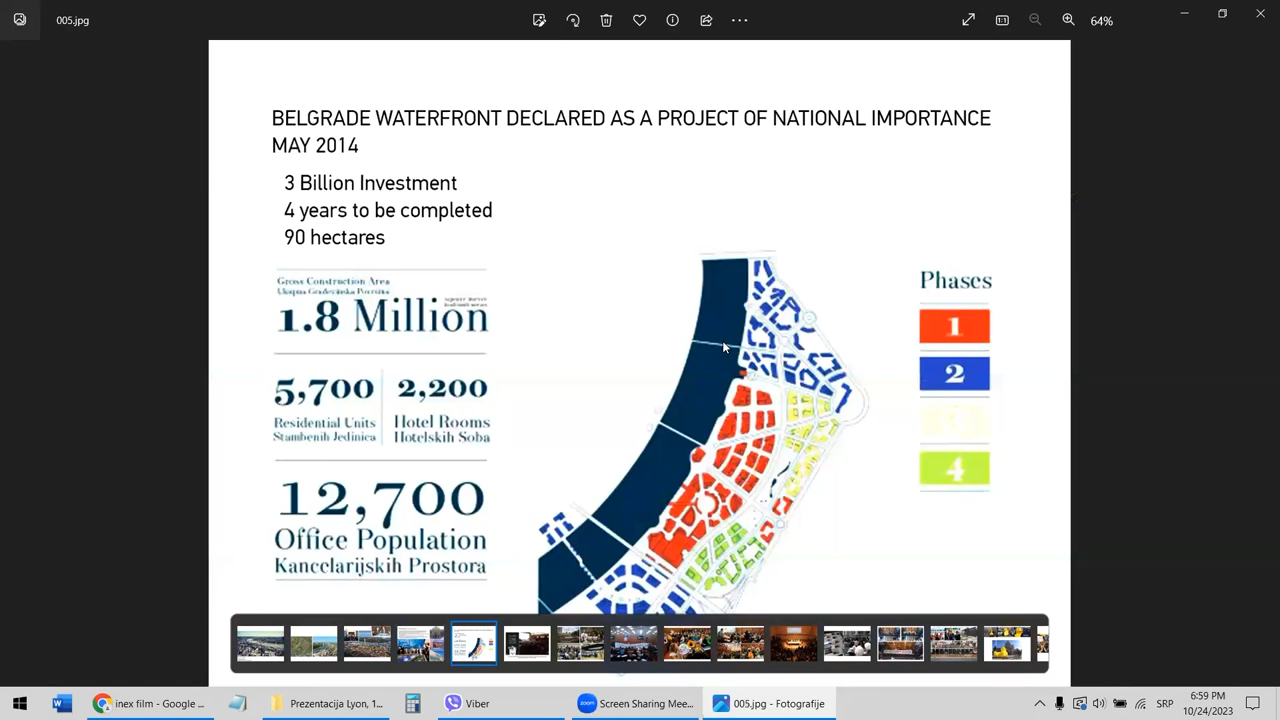 005.jpg
64%
BELGRADE WATERFRONT DECLARED AS A PROJECT OF NATIONAL IMPORTANCE
MAY 2014
3 Billion Investment
4 years to be completed
90 hectares
Gross Construction Area
1.8 Million
5,700
Residential Units
Stambenih Jedinica
2,200
Hotel Rooms
Hotelskih Soba
12,700
Office Population
Kancelarijskih Prostora
Phases
1
2
4
inex film - Google ...
Prezentacija Lyon, 1...
Viber
zoom
Screen Sharing Mee...
005.jpg - Fotografije
SRP
6:59 PM
10/24/2023